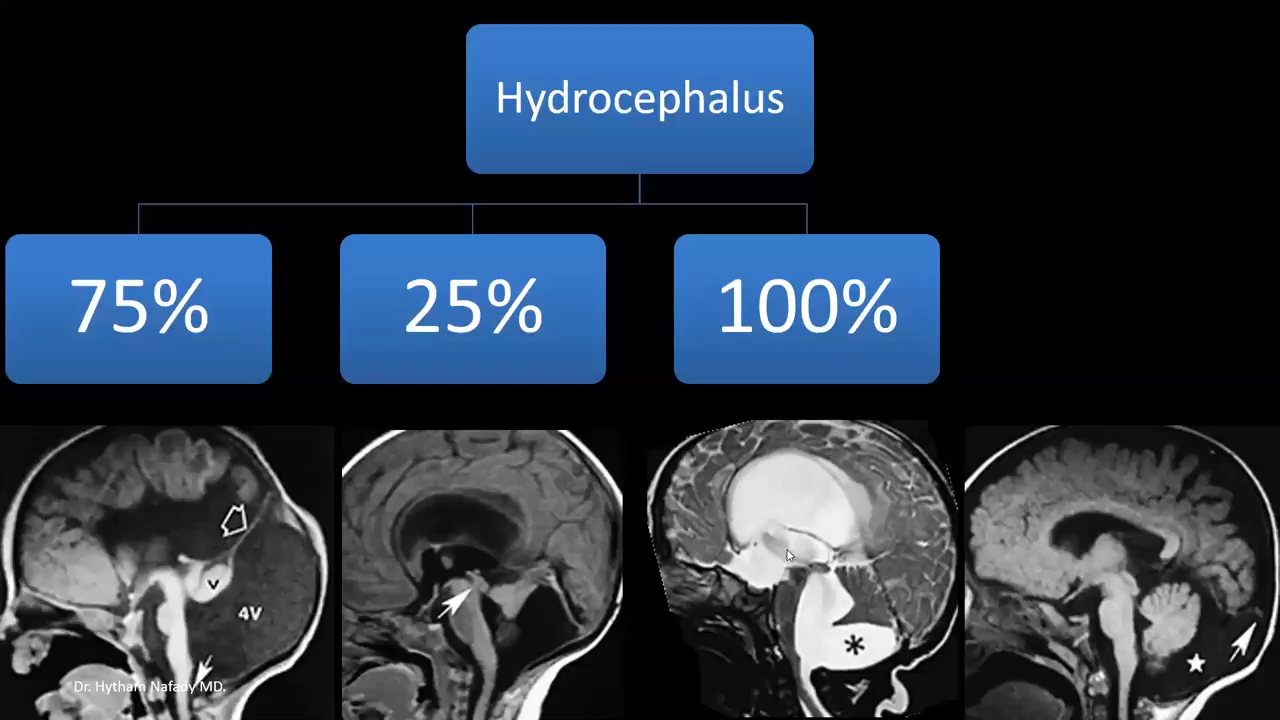 Hydrocephalus
75%
25%
100%
v
4V
*
Dr. Hytham Nafady MD.